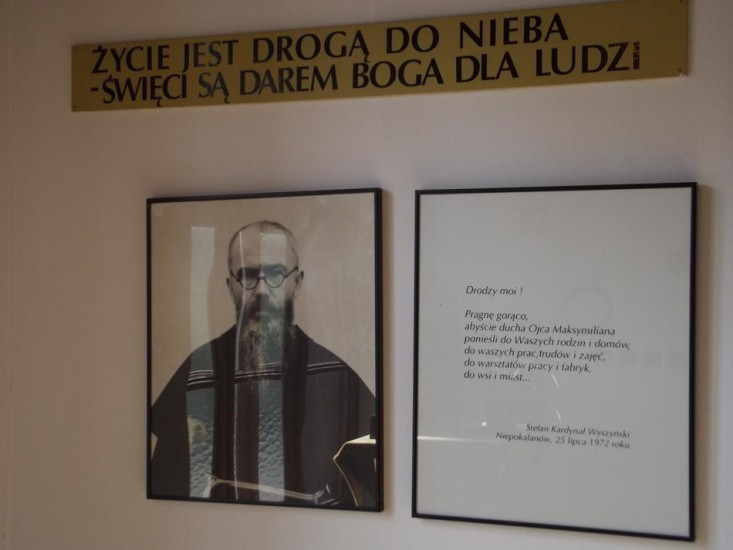 ŻYCIE JEST DROGĄ DO NIEBA
-ŚWIĘCI SĄ DAREM BOGA DLA LUDZI
Drodzy moi !
Pragnę gorąco,
abyście ducha Ojca Maksymiliana
ponieśli do Waszych rodzin i domów,
do waszych prac,trudów i zajęć,
do warsztatów pracy i fabryk,
do wsi i miast...
Stefan Kardynał Wyszyński
Niepokalanów, 25 lipca 1972 roku